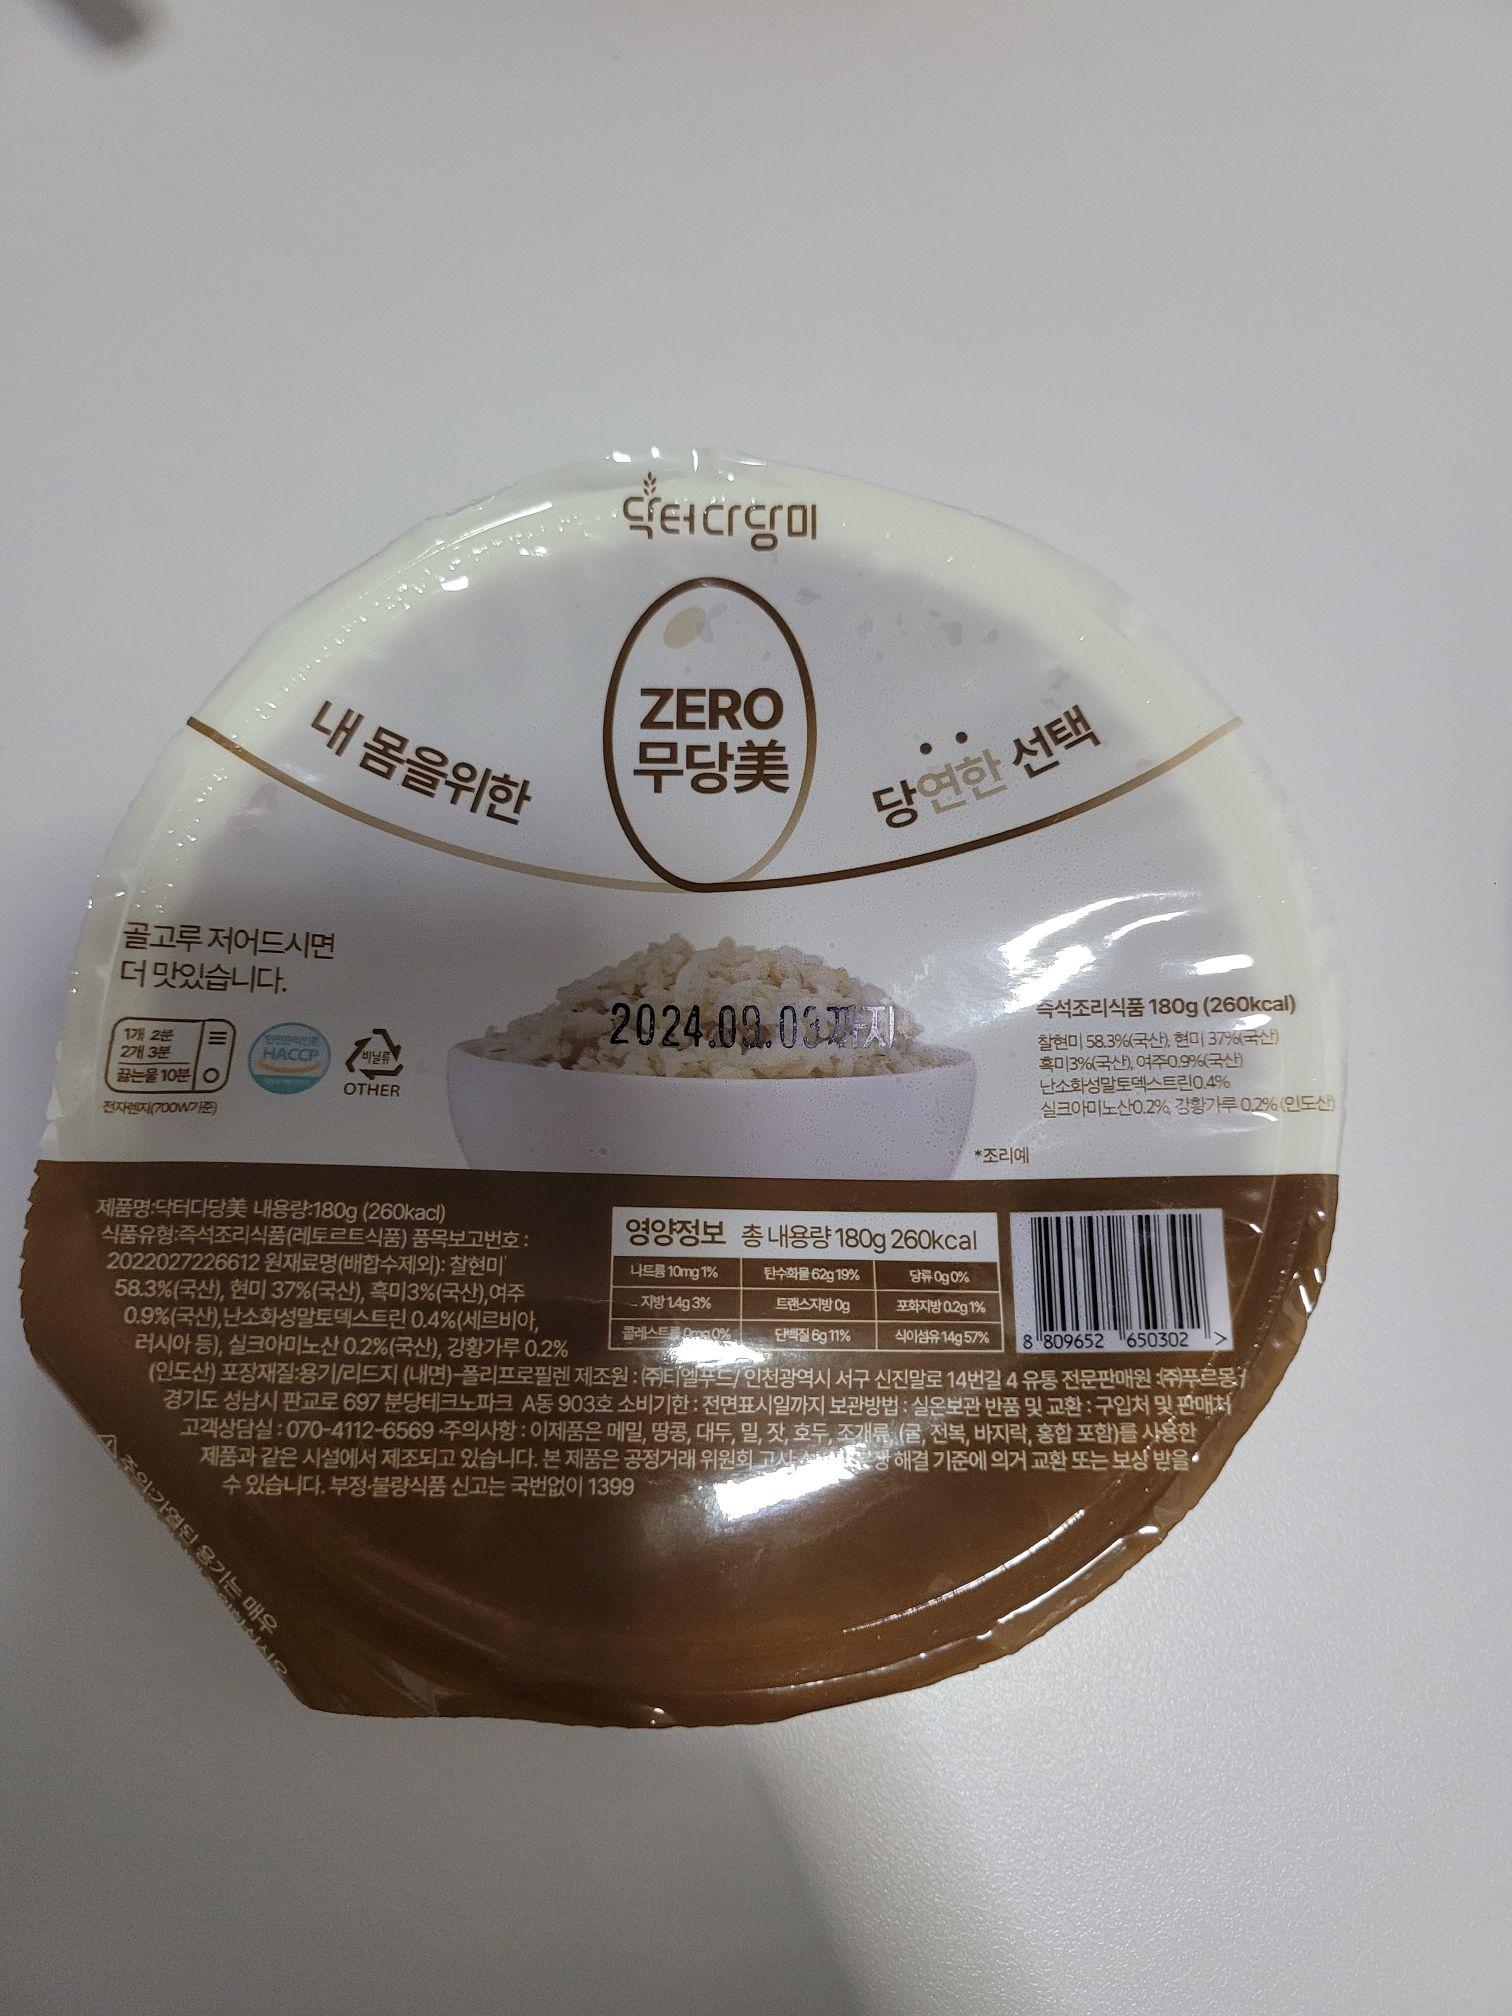 닥터다당미
ZERO
무당美
내 몸을위한
당연한 선택
골고루 저어드시면
더 맛있습니다.
1개 2분
2개 3분
끓는물 10분
전자렌지(700W기준)
HACCP
비닐류
OTHER
2024.09.03까지
즉석조리식품 180g (260kcal)
찰현미 58.3%(국산), 현미 37%(국산)
흑미3%(국산), 여주0.9%(국산)
난소화성말토덱스트린0.4%
실크아미노산0.2%, 강황가루 0.2% (인도산)
*조리예
제품명:닥터다당美 내용량:180g (260kacl)
식품유형:즉석조리식품(레토르트식품) 품목보고번호 :
2022027226612 원재료명(배합수제외): 찰현미
58.3%(국산), 현미 37%(국산), 흑미3%(국산),여주
0.9%(국산),난소화성말토덱스트린 0.4%(세르비아,
러시아 등), 실크아미노산 0.2%(국산), 강황가루 0.2%
(인도산) 포장재질:용기/리드지 (내면)-폴리프로필렌 제조원 : (주)티엘푸드/ 인천광역시 서구 신진말로 14번길 4 유통 전문판매원 :(주)푸르몽/
경기도 성남시 판교로 697 분당테크노파크 A동 903호 소비기한 : 전면표시일까지 보관방법 : 실온보관 반품 및 교환 : 구입처 및 판매처
고객상담실 : 070-4112-6569 ·주의사항 : 이제품은 메밀, 땅콩, 대두, 밀, 잣, 호두, 조개류 (굴, 전복, 바지락, 홍합 포함)를 사용한
제품과 같은 시설에서 제조되고 있습니다. 본 제품은 공정거래 위원회 고시 해결 기준에 의거 교환 또는 보상 받을
수 있습니다. 부정·불량식품 신고는 국번없이 1399
영양정보 총 내용량 180g 260kcal
나트륨 10mg 1% 탄수화물 62g 19% 당류 0g 0%
지방 1.4g 3% 트랜스지방 0g 포화지방 0.2g 1%
콜레스트롤 0mg 0% 단백질 6g 11% 식이섬유 14g 57%
8 809652 650302 >
주의:가열된 용기는 매우